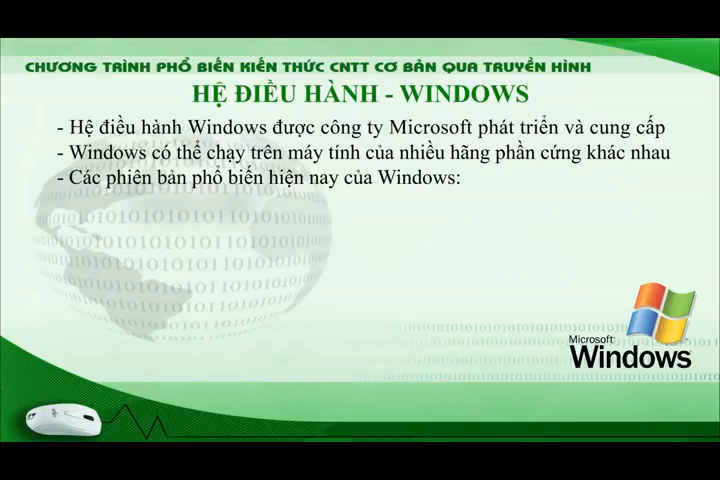 CHƯƠNG TRÌNH PHỔ BIẾN KIẾN THỨC CNTT CƠ BẢN QUA TRUYỀN HÌNH
HỆ ĐIỀU HÀNH - WINDOWS
- Hệ điều hành Windows được công ty Microsoft phát triển và cung cấp
- Windows có thể chạy trên máy tính của nhiều hãng phần cứng khác nhau
- Các phiên bản phổ biến hiện nay của Windows:
Microsoft
Windows